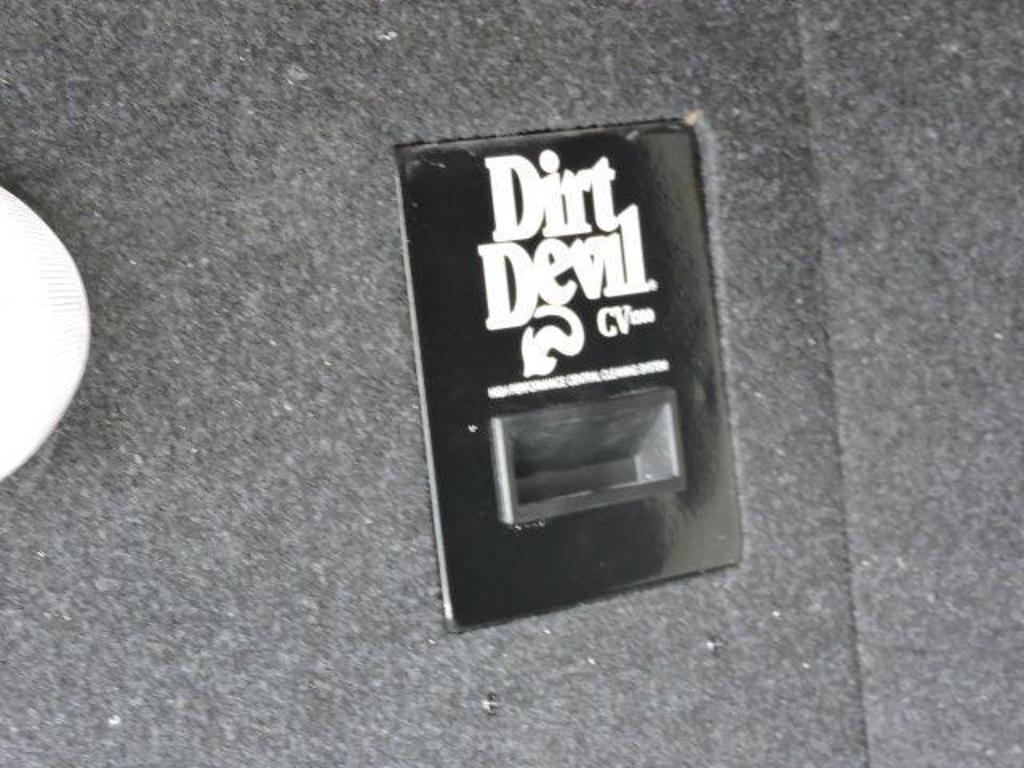 Dirt
Devil
CV
HIGH PERFORMANCE CENTRAL CLEANING SYSTEM